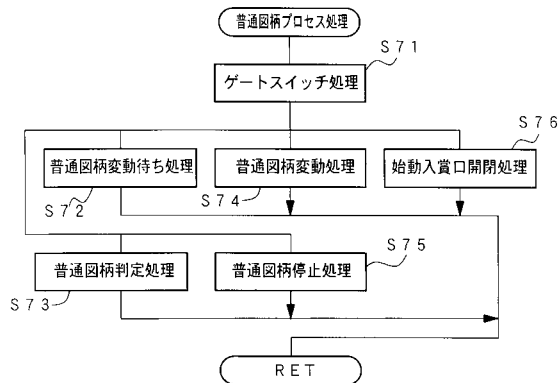 普通図柄プロセス処理
S71
ゲートスイッチ処理
S76
普通図柄変動待ち処理
普通図柄変動処理
始動入賞口開閉処理
S72
S74
S75
普通図柄判定処理
普通図柄停止処理
S73
RET